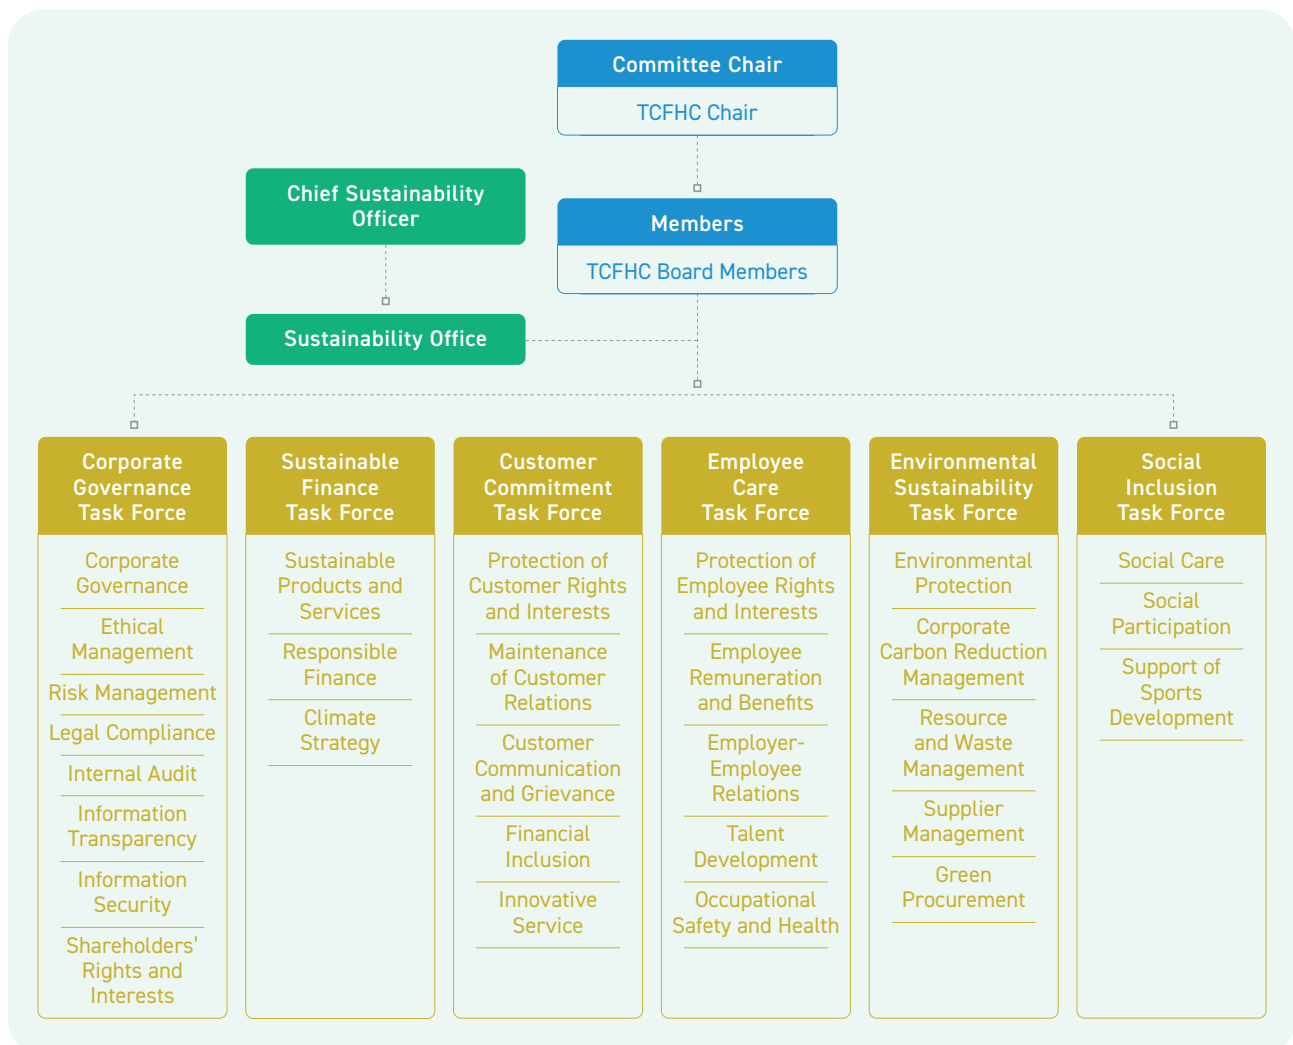 Committee Chair
TCFHC Chair
Chief Sustainability
Officer
Members
TCFHC Board Members
Sustainability Office
Corporate
Governance
Task Force
Corporate
Governance
Ethical
Management
Risk Management
Legal Compliance
Internal Audit
Information
Transparency
Information
Security
Shareholders’
Rights and
Interests
Sustainable
Finance
Task Force
Sustainable
Products and
Services
Responsible
Finance
Climate
Strategy
Customer
Commitment
Task Force
Protection of
Customer Rights
and Interests
Maintenance
of Customer
Relations
Customer
Communication
and Grievance
Financial
Inclusion
Innovative
Service
Employee
Care
Task Force
Protection of
Employee Rights
and Interests
Employee
Remuneration
and Benefits
Employer-
Employee
Relations
Talent
Development
Occupational
Safety and Health
Environmental
Sustainability
Task Force
Environmental
Protection
Corporate
Carbon Reduction
Management
Resource
and Waste
Management
Supplier
Management
Green
Procurement
Social
Inclusion
Task Force
Social Care
Social
Participation
Support of
Sports
Development